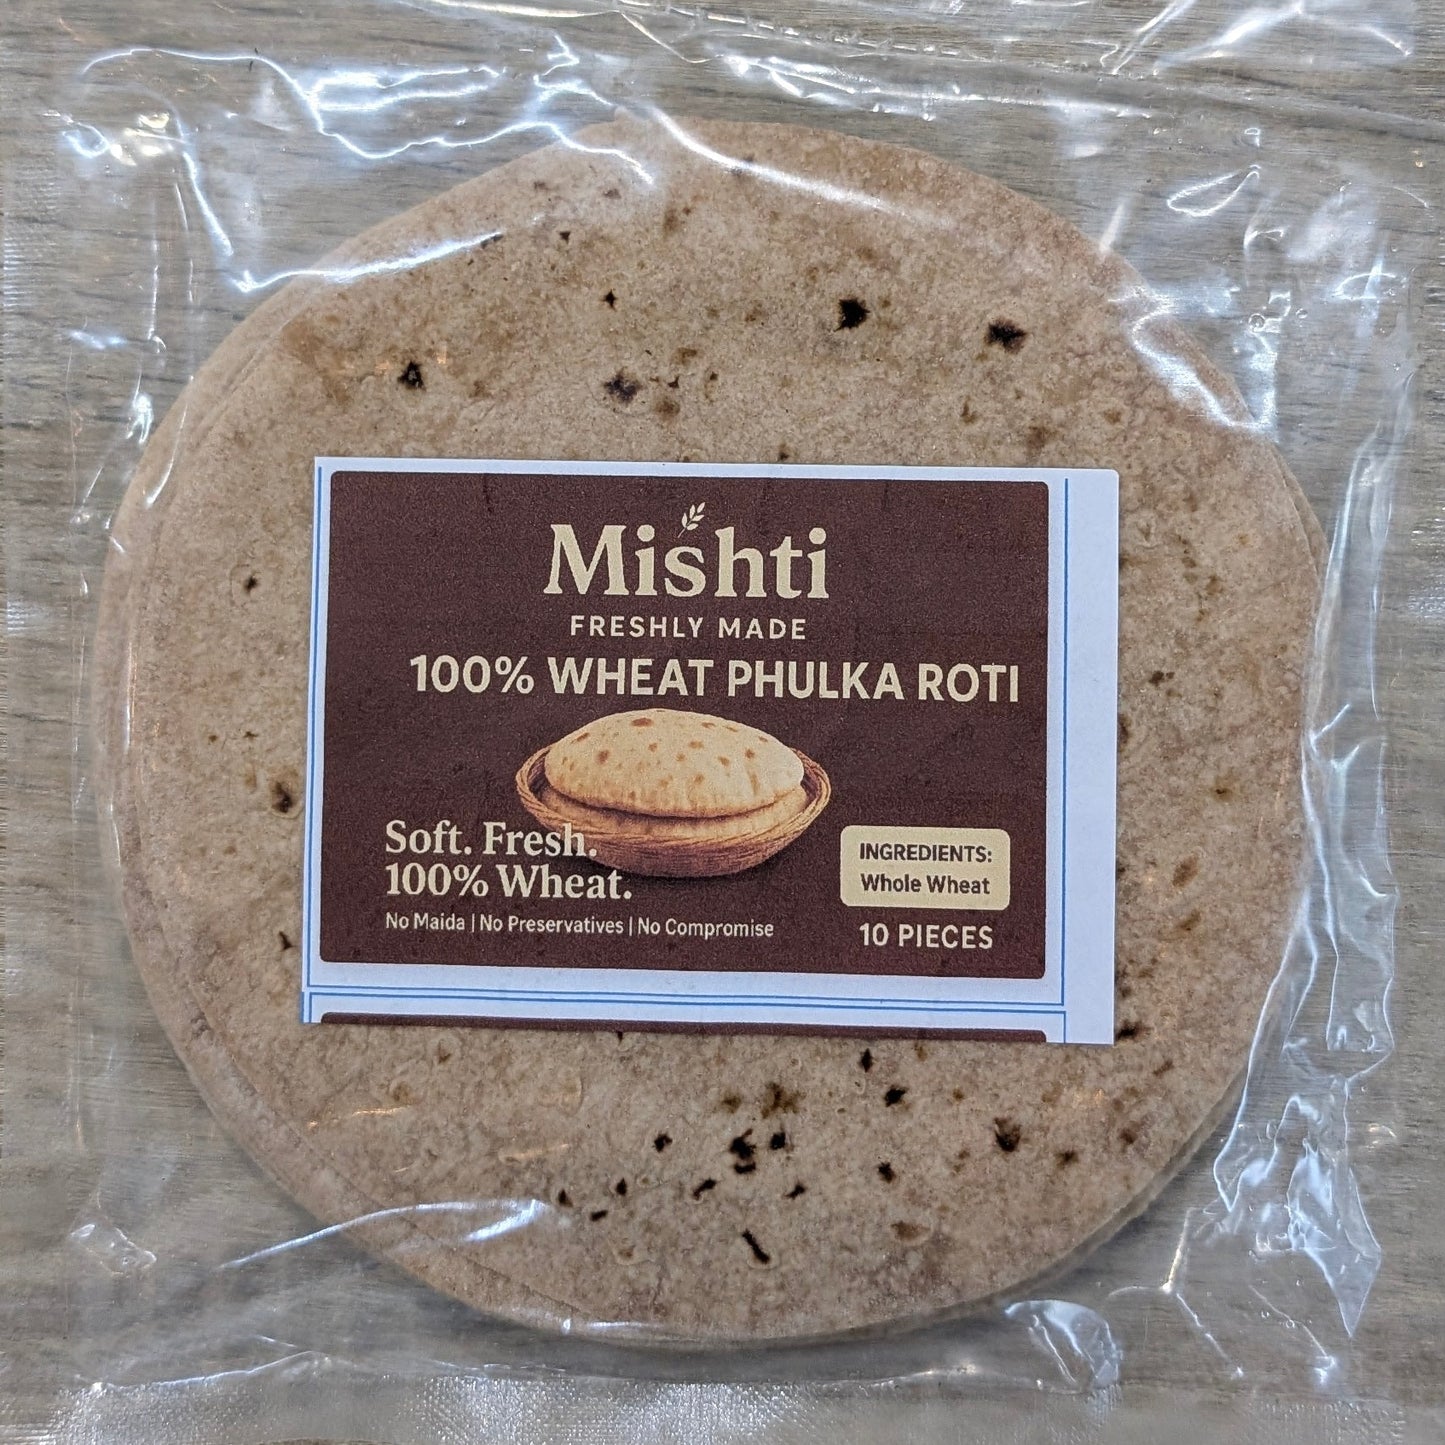 Mishti
FRESHLY MADE
100% WHEAT PHULKA ROTI
Soft. Fresh.
100% Wheat.
No Maida | No Preservatives | No Compromise
INGREDIENTS:
Whole Wheat
10 PIECES